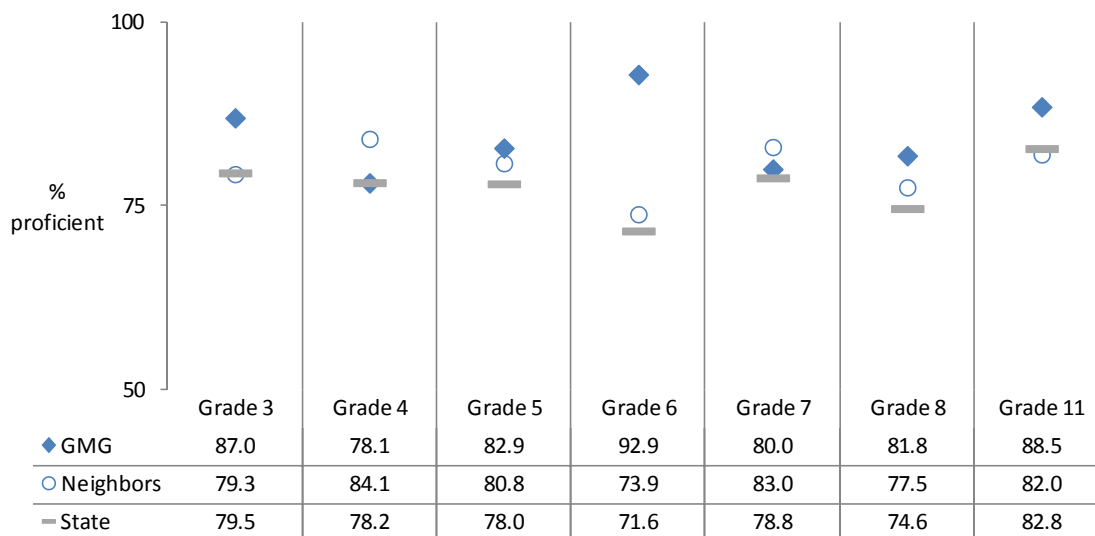 100
75
50
%
proficient
Grade 3 Grade 4 Grade 5 Grade 6 Grade 7 Grade 8 Grade 11
GMG 87.0 78.1 82.9 92.9 80.0 81.8 88.5
Neighbors 79.3 84.1 80.8 73.9 83.0 77.5 82.0
State 79.5 78.2 78.0 71.6 78.8 74.6 82.8